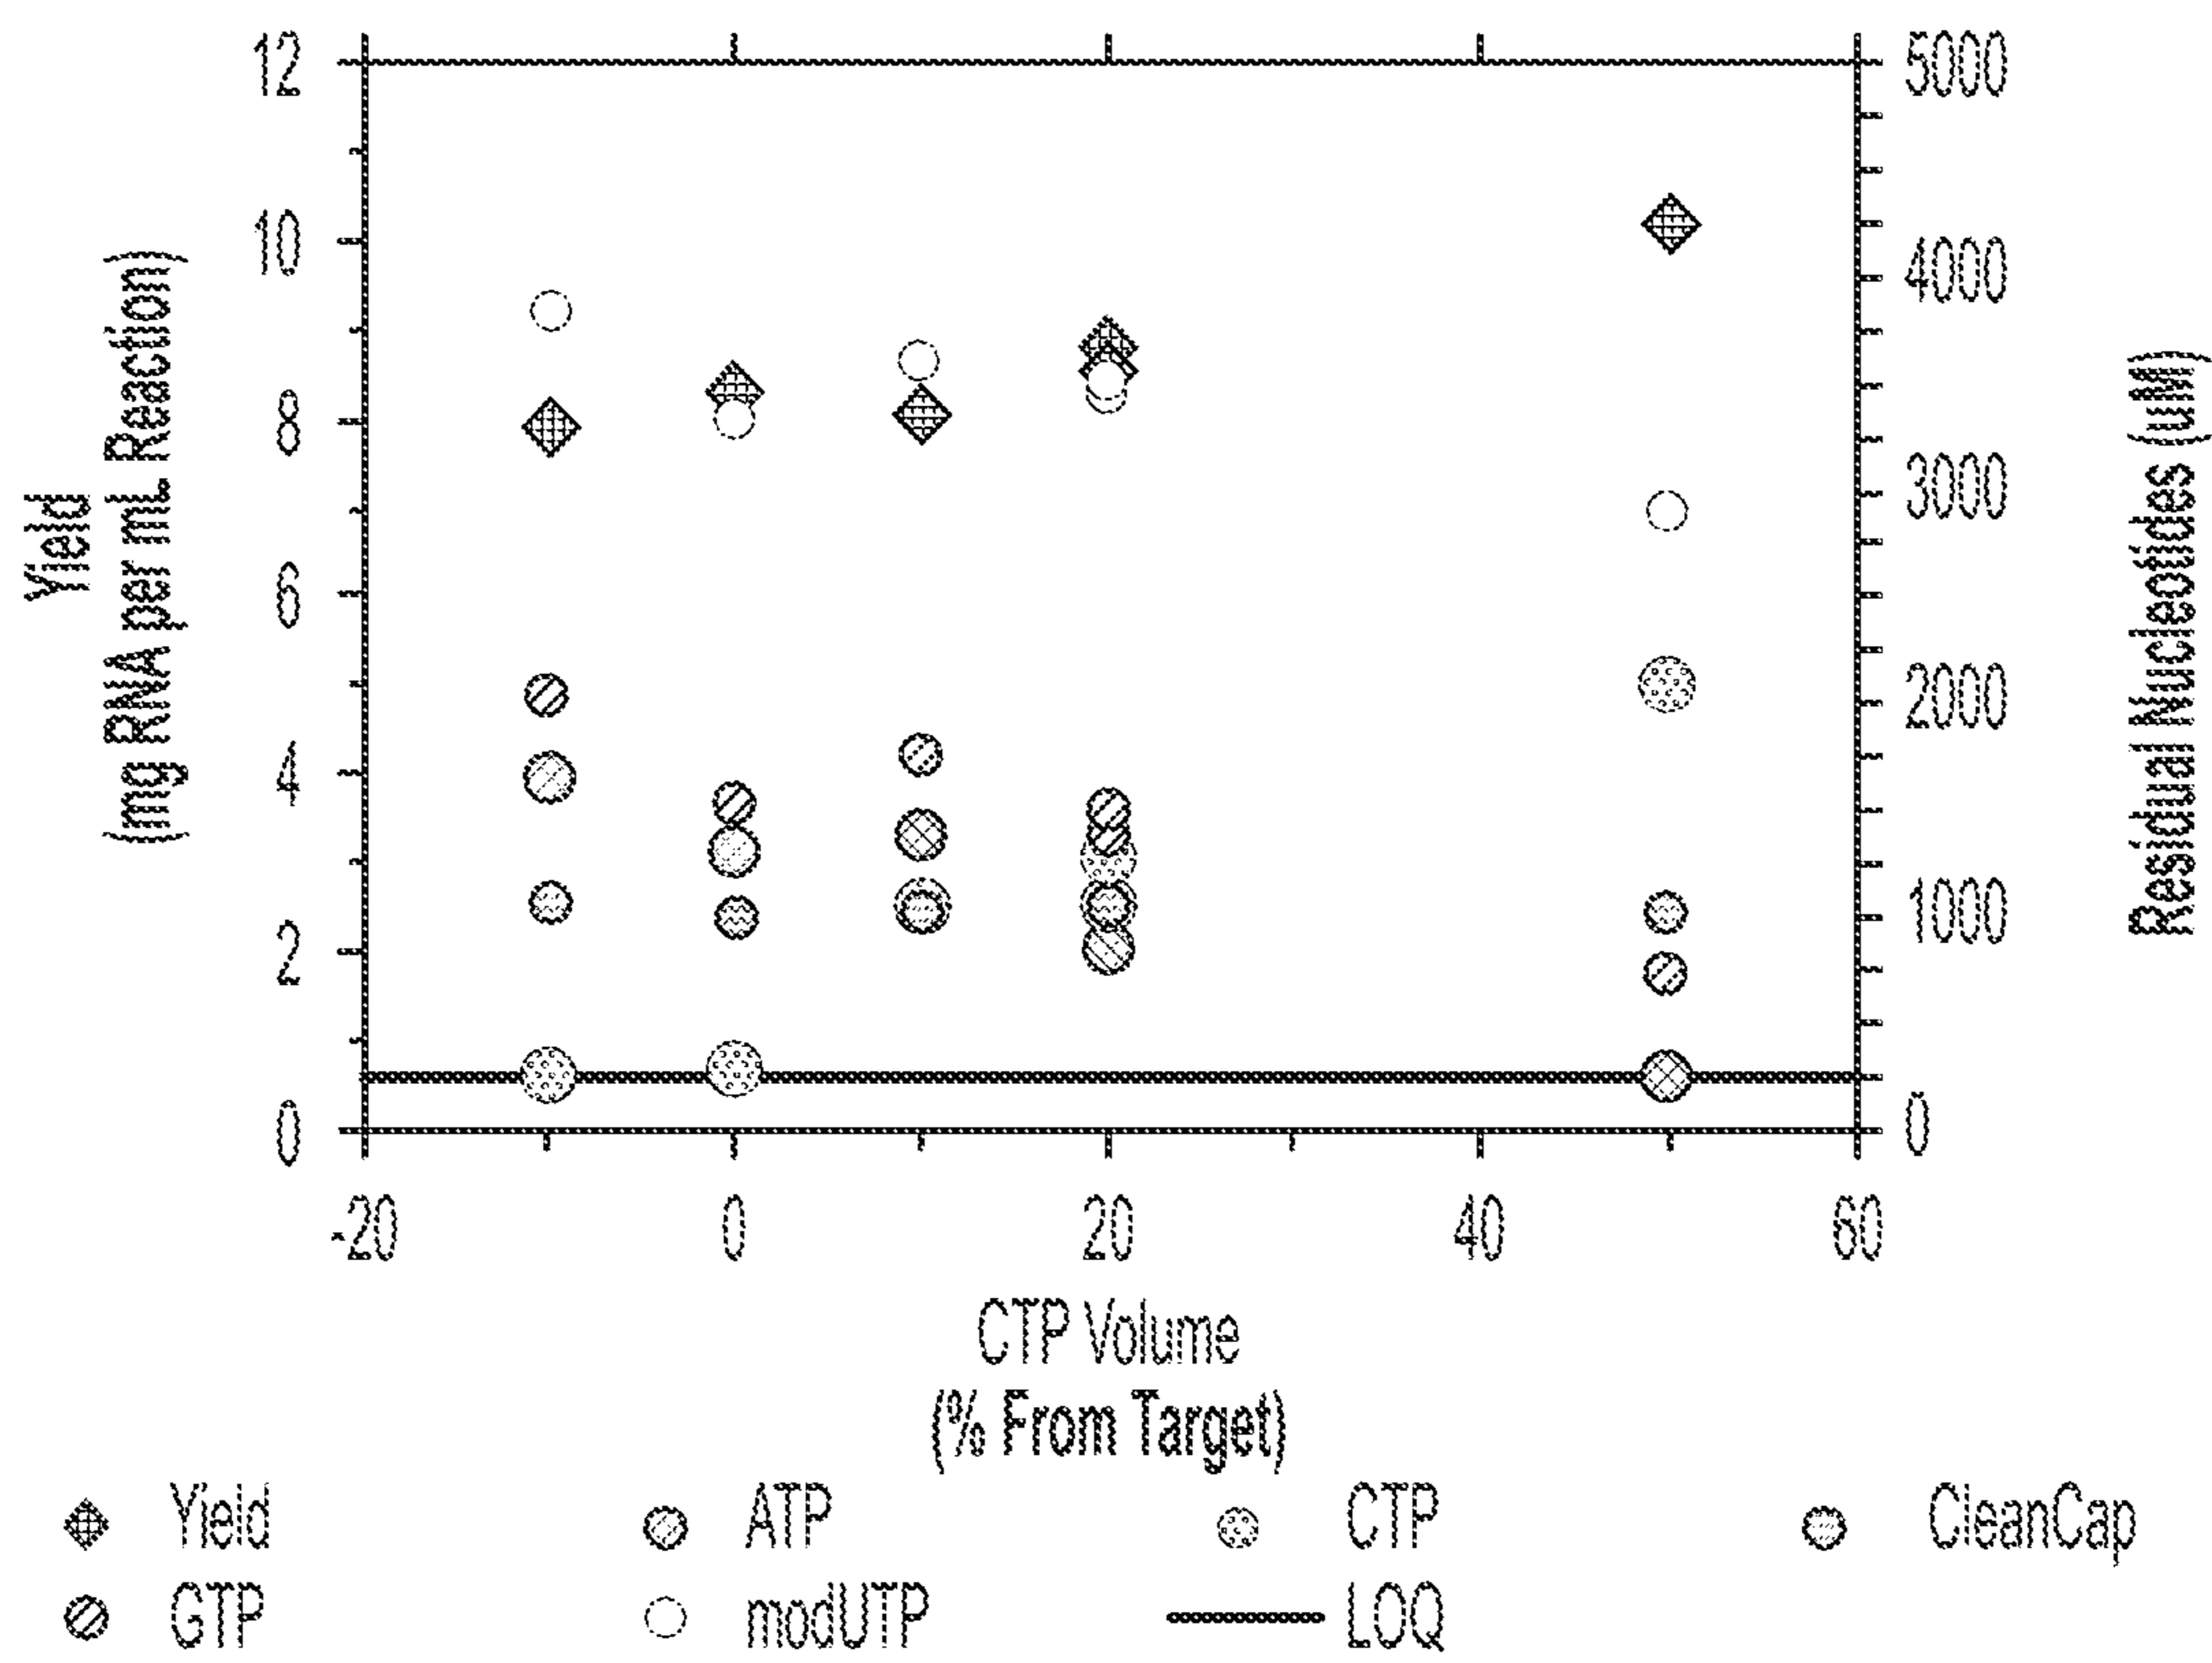 12
10
8
6
4
2
0
Yield
(mg RNA per mL Reaction)
5000
4000
3000
2000
1000
0
Residual Nucleotides (uM)
-20 0 20 40 60
CTP Volume
(% From Target)
Yield ATP CTP CleanCap
GTP modUTP LOQ